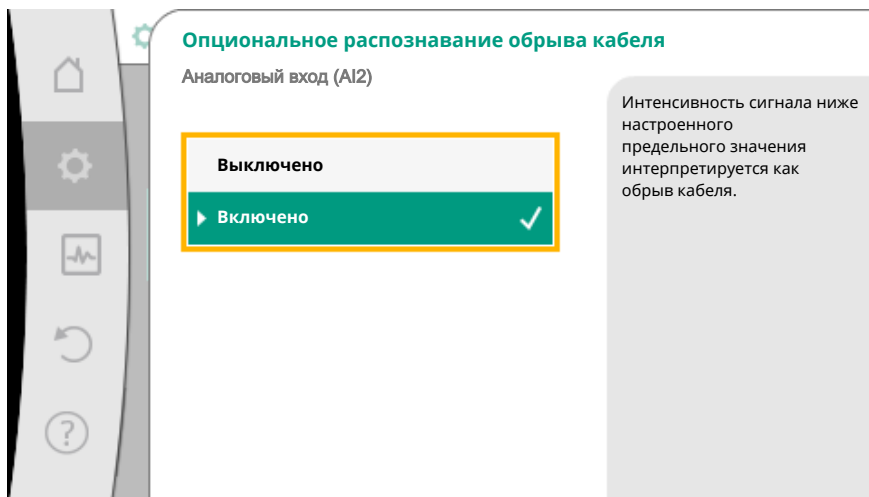 Опциональное распознавание обрыва кабеля
Аналоговый вход (AI2)
Выключено
Включено
Интенсивность сигнала ниже
настроенного
предельного значения
интерпретируется как
обрыв кабеля.
?